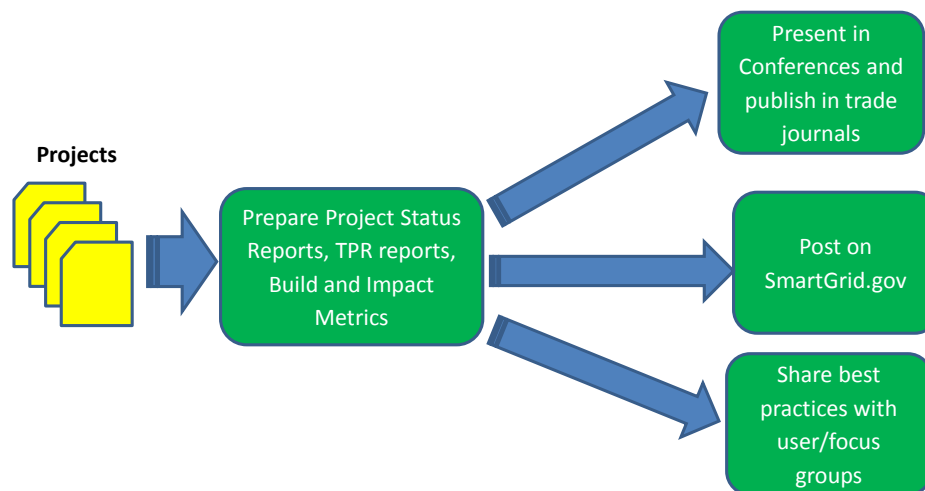 Projects
Prepare Project Status
Reports, TPR reports,
Build and Impact
Metrics
Present in
Conferences and
publish in trade
journals
Post on
SmartGrid.gov
Share best
practices with
user/focus
groups